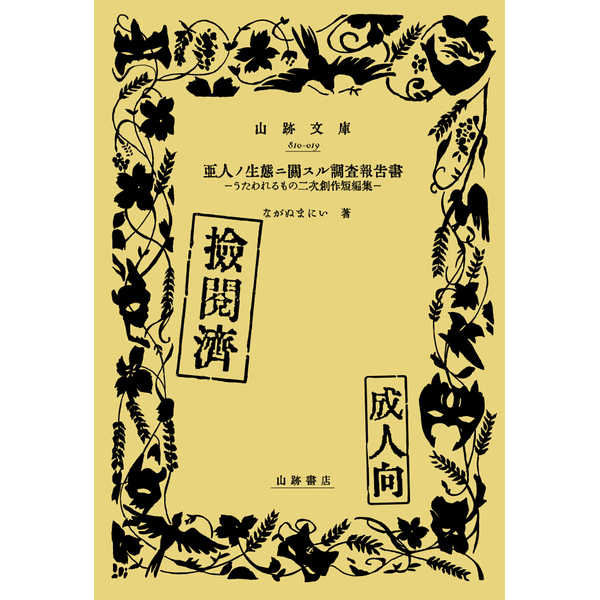 山跡文庫
810-019
亜人ノ生態ニ關スル調査報告書
−うたわれるもの二次創作短編集−
ながぬまにい 著
撿閲濟
成人向
山跡書店